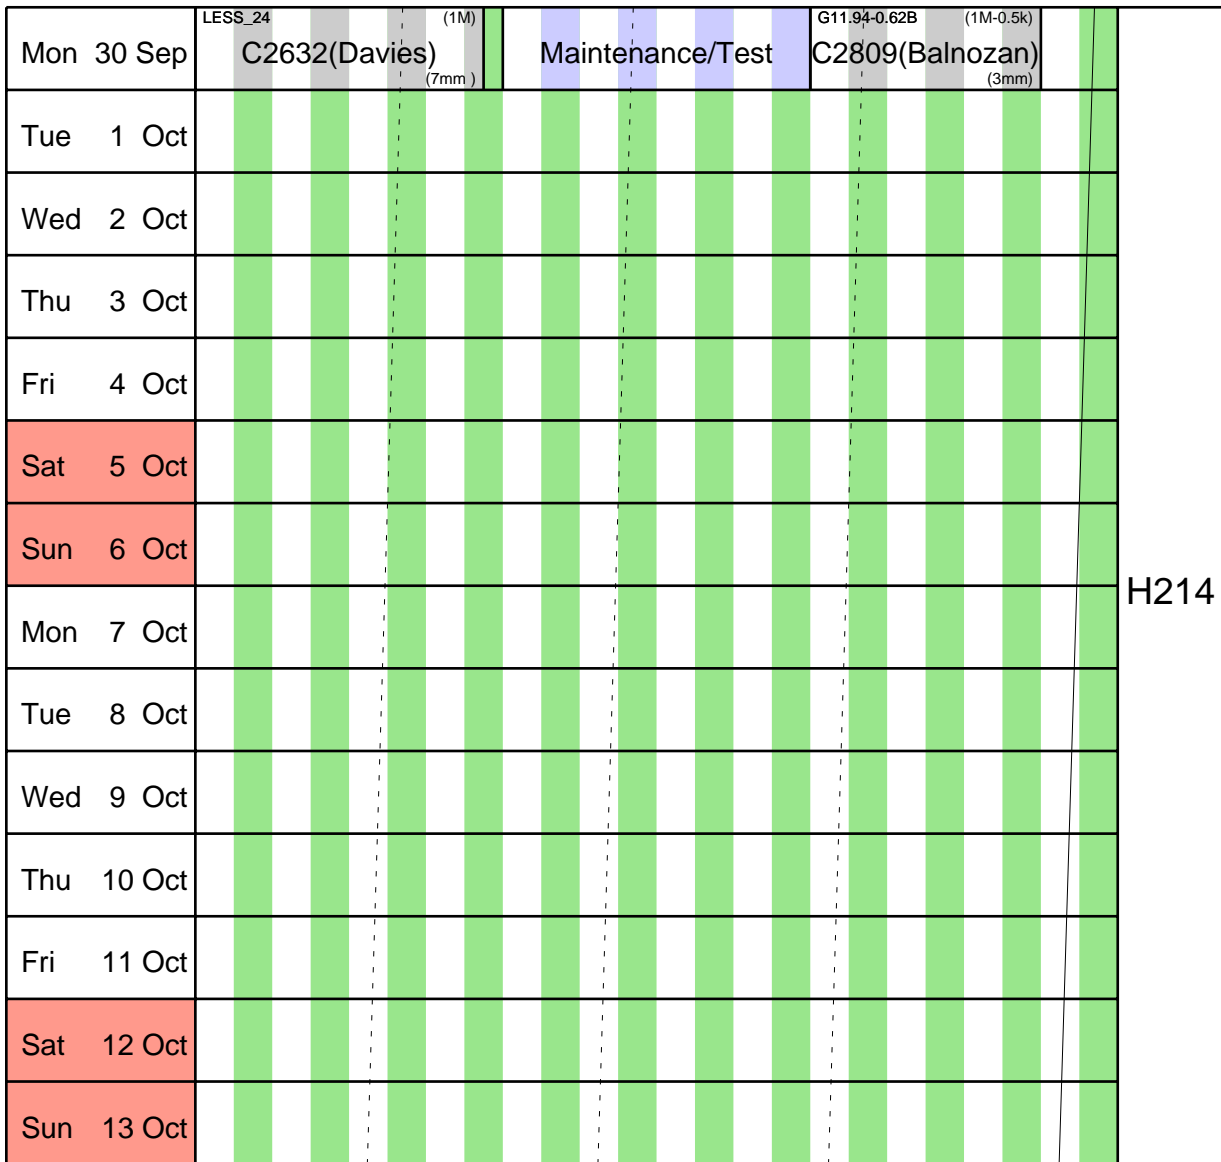 LESS_24 (1M) G11.94-0.62B (1M-0.5k)
Mon 30 Sep C2632(Davies) Maintenance/Test C2809(Balnozan)
(7mm ) (3mm)
Tue 1 Oct
Wed 2 Oct
Thu 3 Oct
Fri 4 Oct
Sat 5 Oct
Sun 6 Oct
H214
Mon 7 Oct
Tue 8 Oct
Wed 9 Oct
Thu 10 Oct
Fri 11 Oct
Sat 12 Oct
Sun 13 Oct